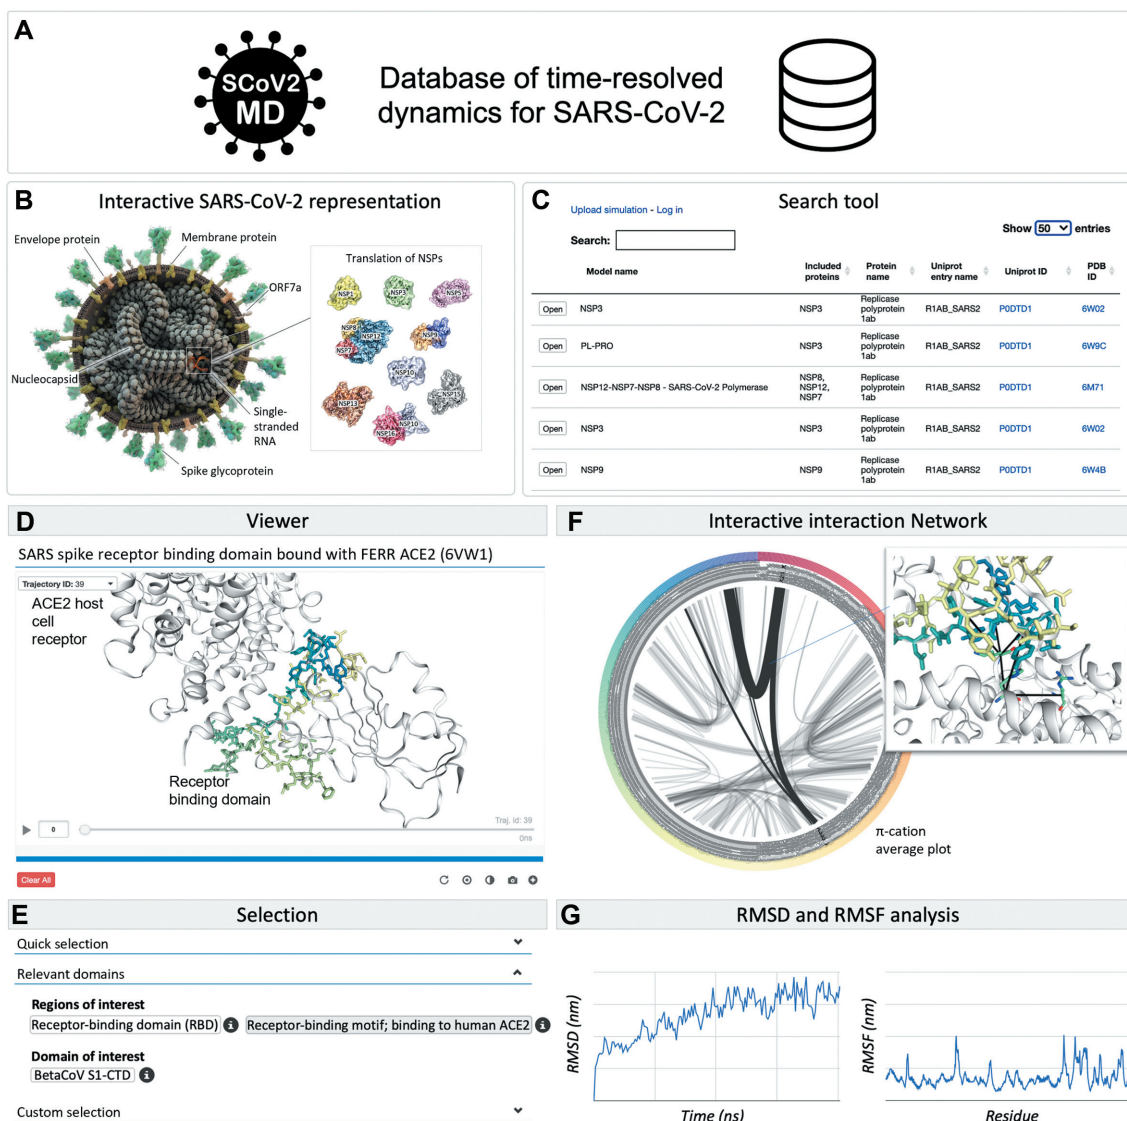 A
SCoV2
MD
Database of time-resolved
dynamics for SARS-CoV-2
B
Interactive SARS-CoV-2 representation
Envelope protein
Membrane protein
ORF7a
Nucleocapsid
Single-
stranded
RNA
Spike glycoprotein
Translation of NSPs
NSP1
NSP3
NSP5
NSP8
NSP12
NSP7
NSP9
NSP10
NSP13
NSP15
NSP10
NSP16
C
Search tool
Upload simulation - Log in
Show 50 entries
Search:
Model name
Included
proteins
Protein
name
Uniprot
entry name
Uniprot ID
PDB
ID
Open NSP3 NSP3 Replicase
polyprotein
1ab R1AB_SARS2 P0DTD1 6W02
Open PL-PRO NSP3 Replicase
polyprotein
1ab R1AB_SARS2 P0DTD1 6W9C
Open NSP12-NSP7-NSP8 - SARS-CoV-2 Polymerase NSP8,
NSP12,
NSP7 Replicase
polyprotein
1ab R1AB_SARS2 P0DTD1 6M71
Open NSP3 NSP3 Replicase
polyprotein
1ab R1AB_SARS2 P0DTD1 6W02
Open NSP9 NSP9 Replicase
polyprotein
1ab R1AB_SARS2 P0DTD1 6W4B
D
Viewer
SARS spike receptor binding domain bound with FERR ACE2 (6VW1)
Trajectory ID: 39
ACE2 host
cell
receptor
Receptor
binding domain
Traj. id: 39
0
0ns
Clear All
F
Interactive interaction Network
π-cation
average plot
E
Selection
Quick selection
Relevant domains
Regions of interest
Receptor-binding domain (RBD) i Receptor-binding motif; binding to human ACE2 i
Domain of interest
BetaCoV S1-CTD i
Custom selection
G
RMSD and RMSF analysis
RMSD (nm)
Time (ns)
RMSF (nm)
Residue